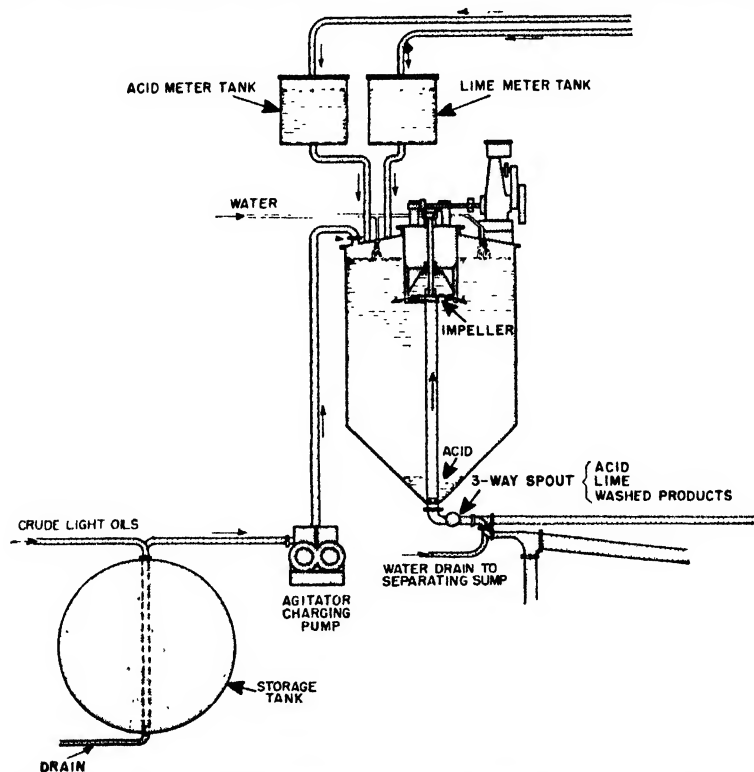 ACID METER TANK
LIME METER TANK
WATER
IMPELLER
ACID
3-WAY SPOUT { ACID
LIME
WASHED PRODUCTS
CRUDE LIGHT OILS
WATER DRAIN TO
SEPARATING SUMP
AGITATOR
CHARGING
PUMP
STORAGE
TANK
DRAIN